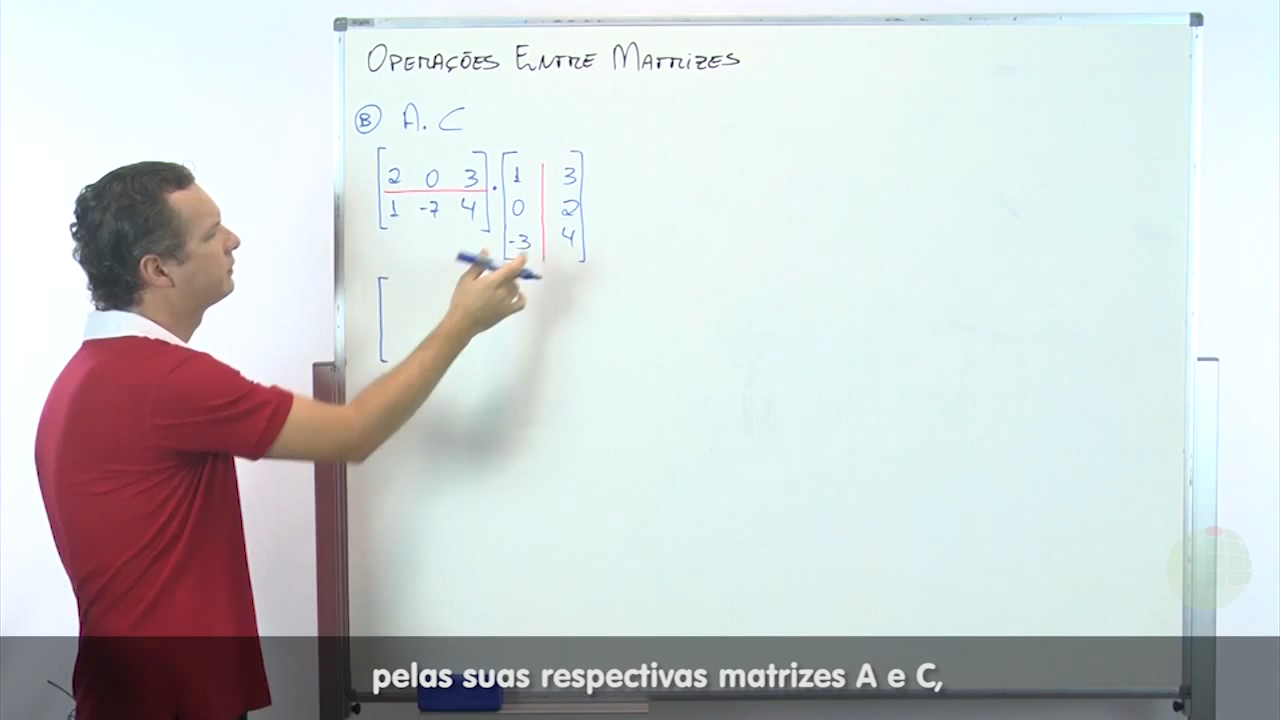 OPERAÇÕES ENTRE MATRIZES
B A.C
2 0 3 . 1 3
1 -7 4 0 2
-3 4
pelas suas respectivas matrizes A e C,